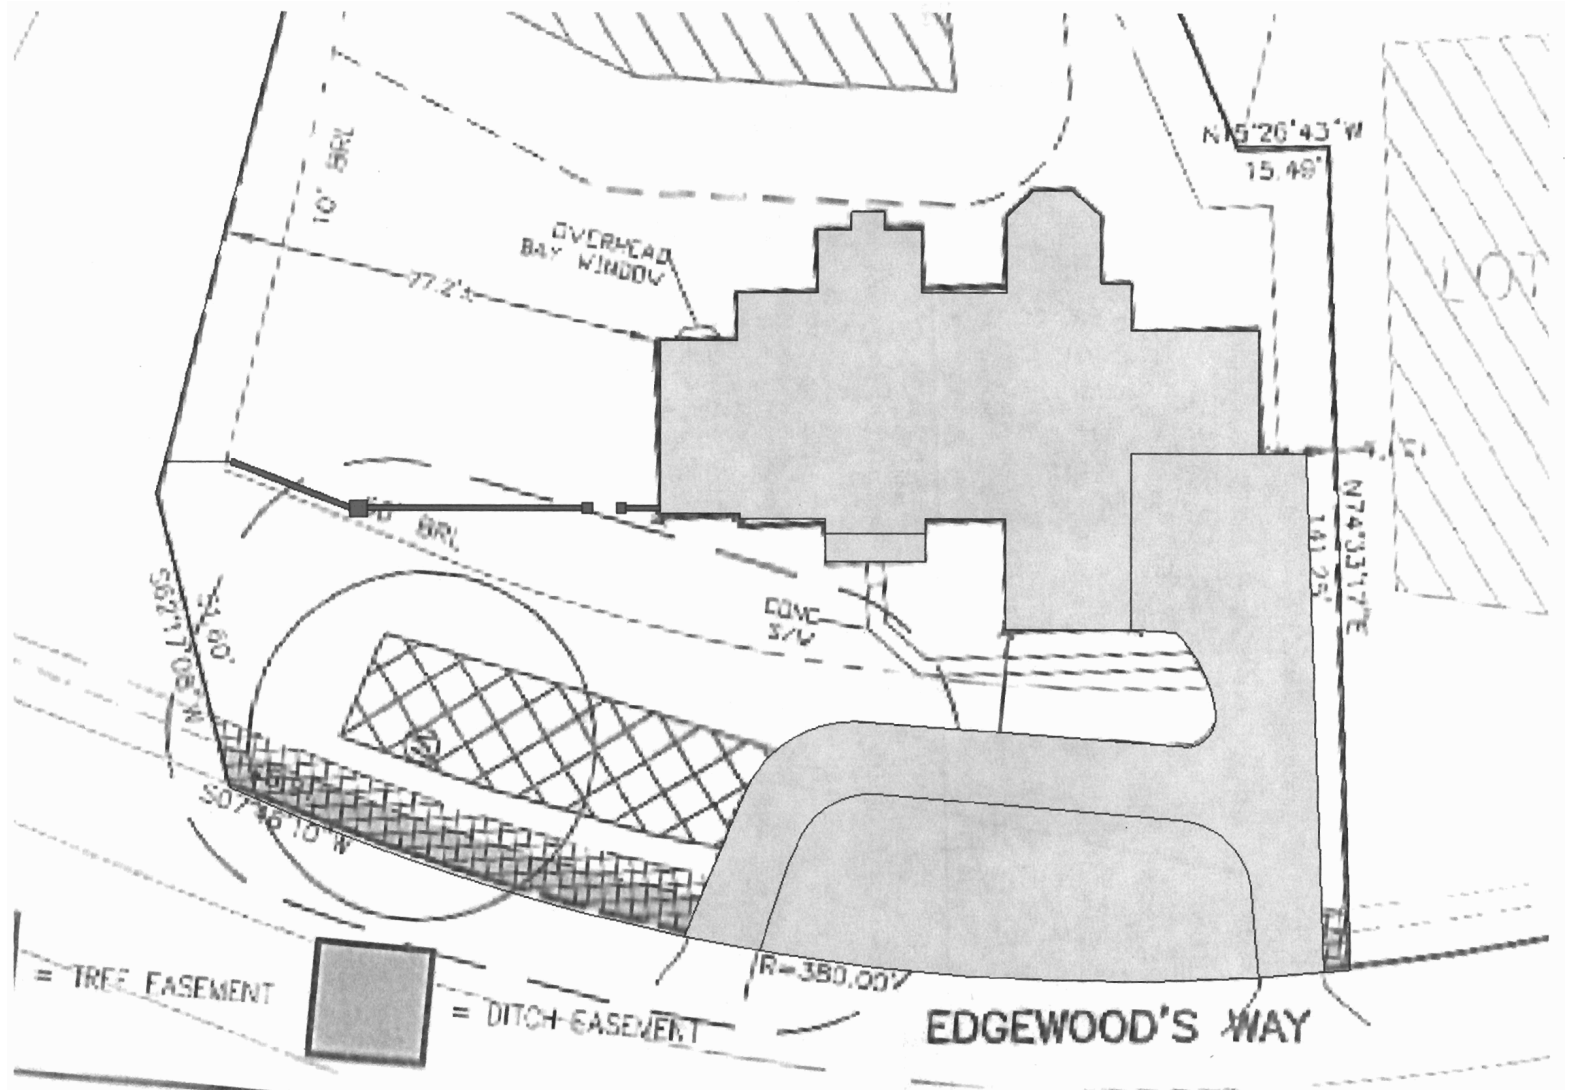 N15°26'43"W
15.49'
10' BRL
OVERHEAD
BAY WINDOW
77.2'±
LOT
BRL
N74°33'17"E
141.25'
CONC
S/W
S62°17'08"W
S07°46'10"W
R=380.00'
= TREE EASEMENT
= DITCH EASEMENT
EDGEWOOD'S WAY